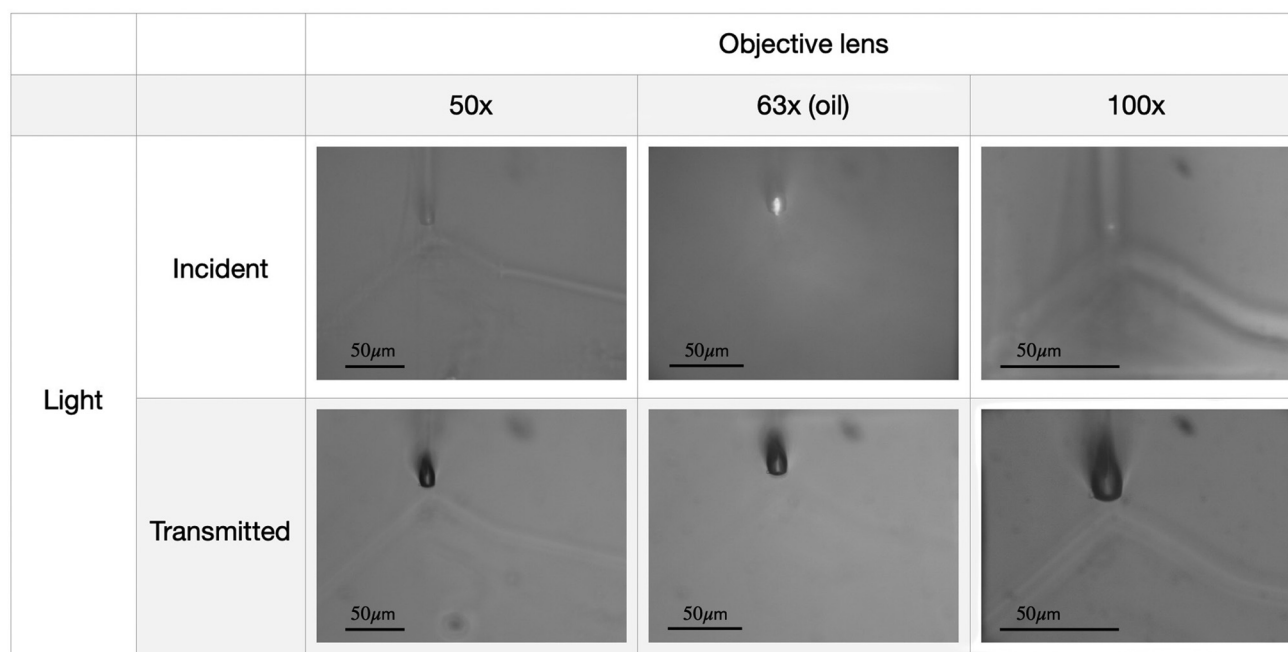 Objective lens
50x
63x (oil)
100x
Light
Incident
50μm
50μm
50μm
Transmitted
50μm
50μm
50μm